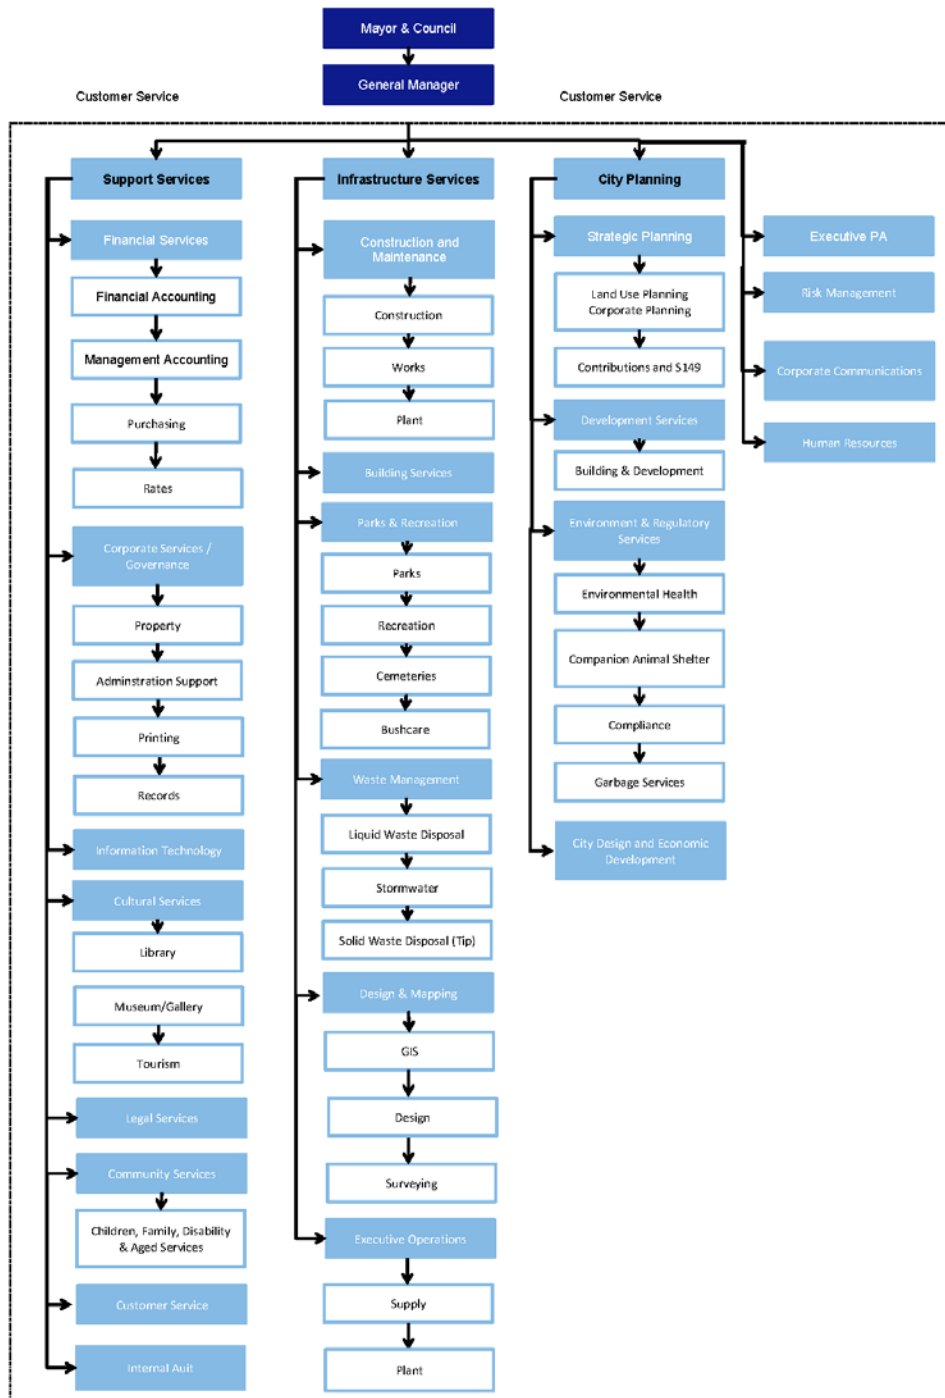 Mayor & Council
General Manager
Customer Service
Customer Service
Support Services
Financial Services
Financial Accounting
Management Accounting
Purchasing
Rates
Corporate Services /
Governance
Property
Adminstration Support
Printing
Records
Information Technology
Cultural Services
Library
Museum/Gallery
Tourism
Legal Services
Community Services
Children, Family, Disability
& Aged Services
Customer Service
Internal Auit
Infrastructure Services
Construction and
Maintenance
Construction
Works
Plant
Building Services
Parks & Recreation
Parks
Recreation
Cemeteries
Bushcare
Waste Management
Liquid Waste Disposal
Stormwater
Solid Waste Disposal (Tip)
Design & Mapping
GIS
Design
Surveying
Executive Operations
Supply
Plant
City Planning
Strategic Planning
Land Use Planning
Corporate Planning
Contributions and S149
Development Services
Building & Development
Environment & Regulatory
Services
Environmental Health
Companion Animal Shelter
Compliance
Garbage Services
City Design and Economic
Development
Executive PA
Risk Management
Corporate Communications
Human Resources